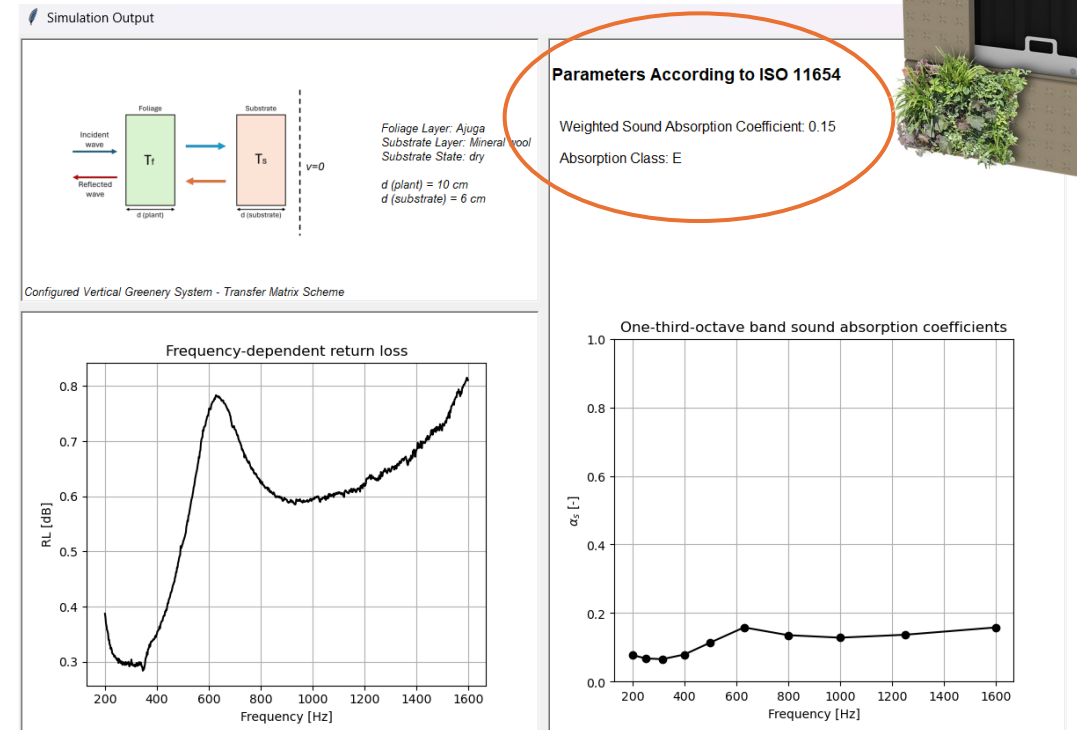 Simulation Output
Foliage
Substrate
Incident
wave
Reflected
wave
Tf
Ts
v=0
d (plant)
d (substrate)
Foliage Layer: Ajuga
Substrate Layer: Mineral wool
Substrate State: dry
d (plant) = 10 cm
d (substrate) = 6 cm
Configured Vertical Greenery System - Transfer Matrix Scheme
Parameters According to ISO 11654
Weighted Sound Absorption Coefficient: 0.15
Absorption Class: E
Frequency-dependent return loss
RL [dB]
0.8
0.7
0.6
0.5
0.4
0.3
200 400 600 800 1000 1200 1400 1600
Frequency [Hz]
One-third-octave band sound absorption coefficients
αs [-]
1.0
0.8
0.6
0.4
0.2
0.0
200 400 600 800 1000 1200 1400 1600
Frequency [Hz]